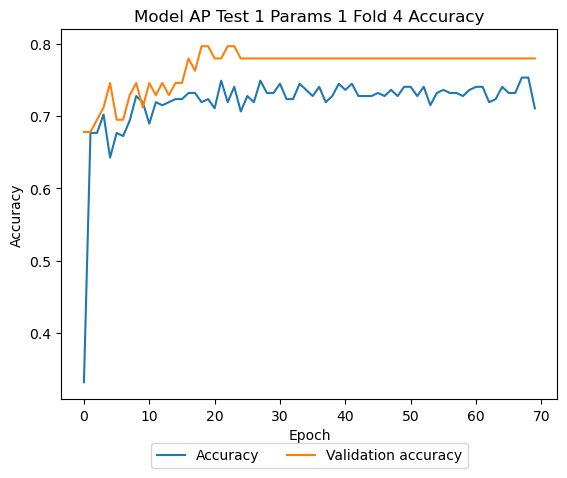 Model AP Test 1 Params 1 Fold 4 Accuracy
0.8
0.7
0.6
0.5
0.4
Accuracy
0 10 20 30 40 50 60 70
Epoch
Accuracy Validation accuracy